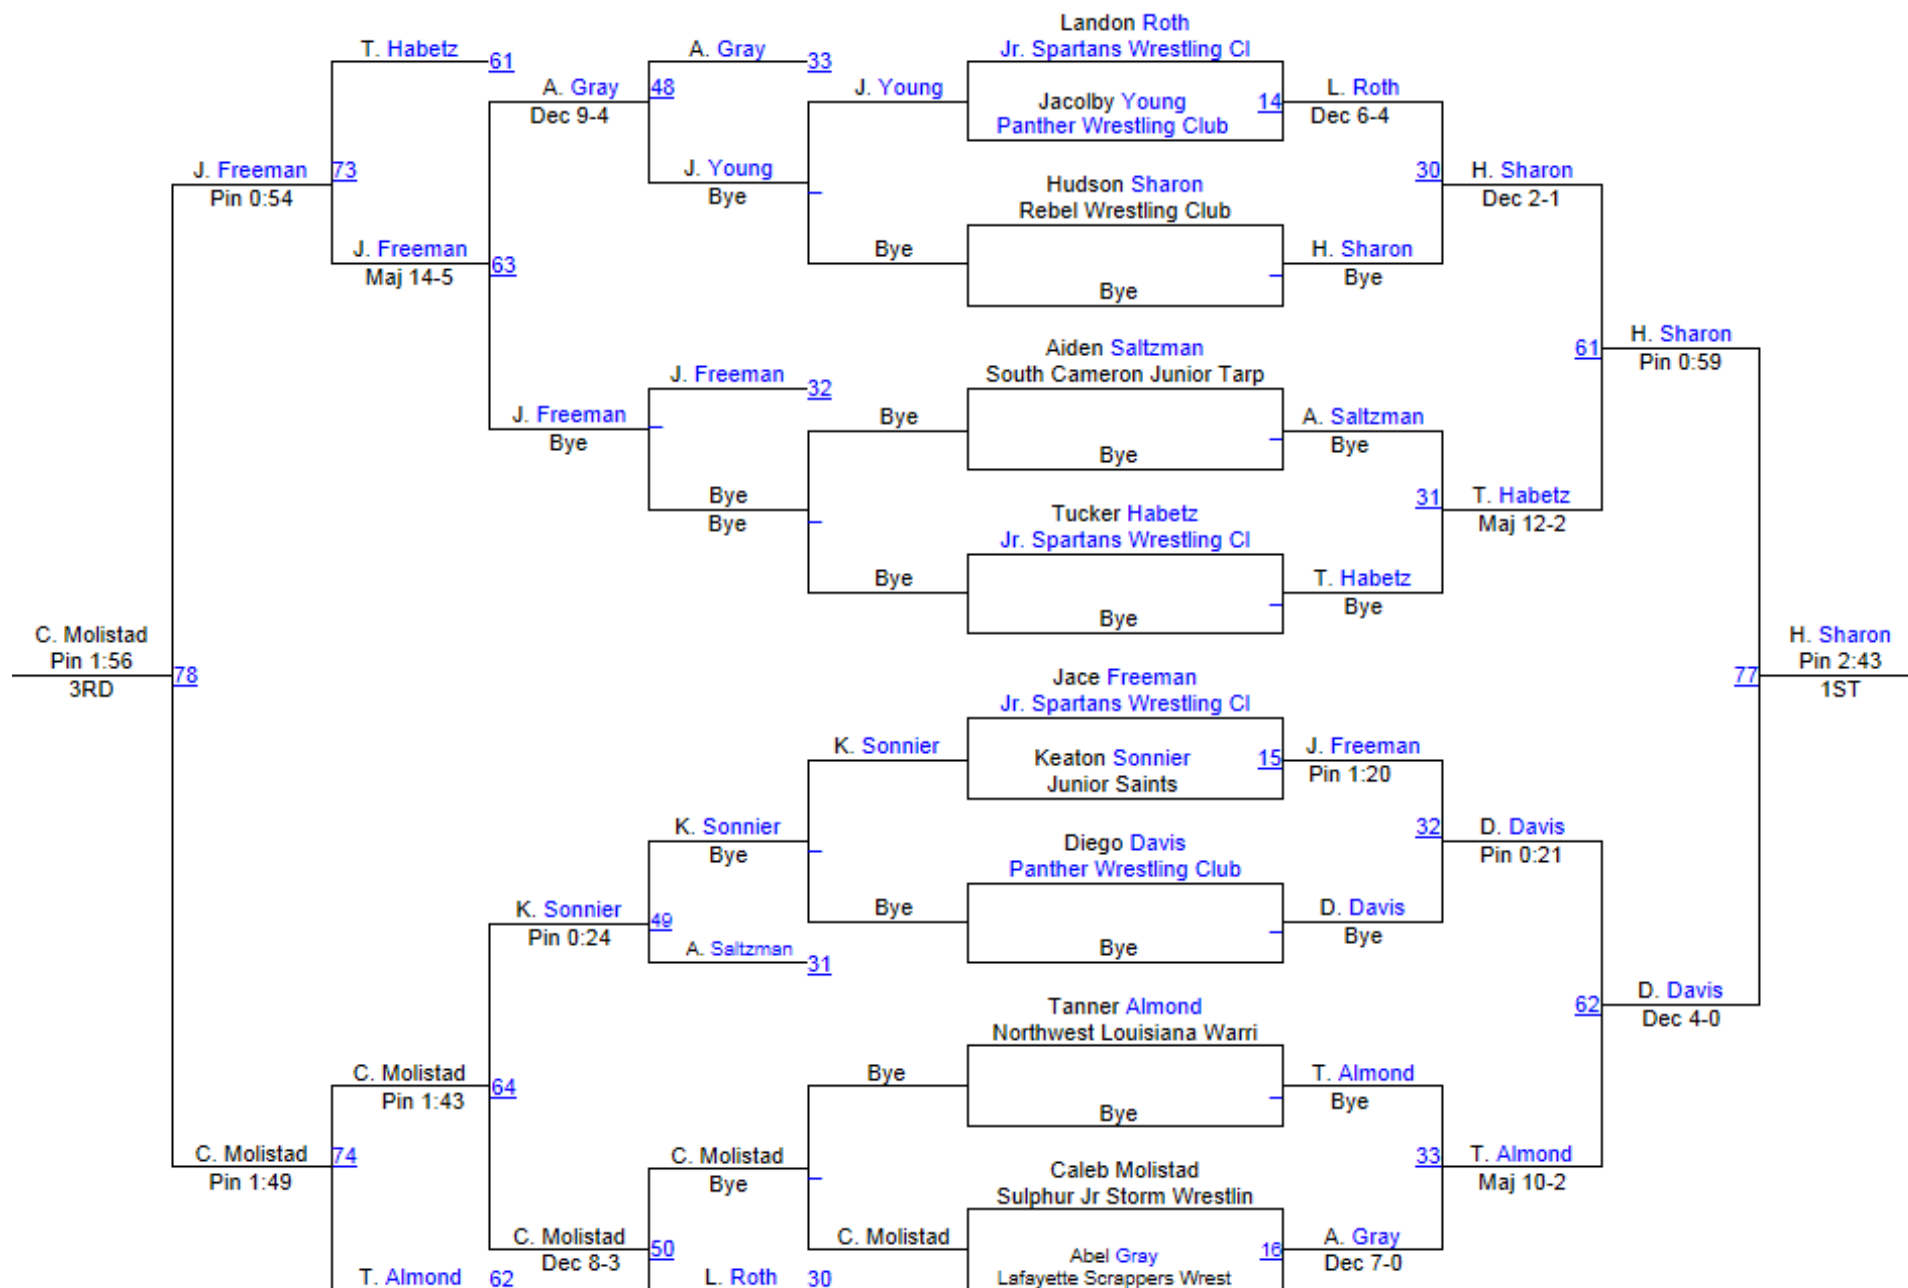 Landon Roth
T. Habetz
A. Gray
Jr. Spartans Wrestling Cl
61
33
A. Gray
48
J. Young
Jacolby Young
14
L. Roth
Dec 9-4
Panther Wrestling Club
Dec 6-4
J. Freeman
73
J. Young
Hudson Sharon
30
H. Sharon
Pin 0:54
Bye
Rebel Wrestling Club
Dec 2-1
J. Freeman
63
Bye
H. Sharon
Maj 14-5
Bye
Bye
Aiden Saltzman
61
H. Sharon
J. Freeman
32
South Cameron Junior Tarp
Pin 0:59
J. Freeman
Bye
A. Saltzman
Bye
Bye
Bye
Bye
Bye
Tucker Habetz
31
T. Habetz
Jr. Spartans Wrestling Cl
Maj 12-2
Bye
T. Habetz
Bye
Bye
C. Molistad
Pin 1:56
78
3RD
Jace Freeman
H. Sharon
Pin 2:43
77
1ST
Jr. Spartans Wrestling Cl
K. Sonnier
Keaton Sonnier
15
J. Freeman
Junior Saints
Pin 1:20
K. Sonnier
Bye
Diego Davis
32
D. Davis
Panther Wrestling Club
Pin 0:21
K. Sonnier
49
Bye
D. Davis
Pin 0:24
A. Saltzman
31
Bye
Bye
Tanner Almond
62
D. Davis
Northwest Louisiana Warri
Dec 4-0
C. Molistad
64
Bye
T. Almond
Pin 1:43
Bye
Bye
C. Molistad
74
C. Molistad
Caleb Molistad
33
T. Almond
Pin 1:49
Bye
Sulphur Jr Storm Wrestlin
Maj 10-2
C. Molistad
50
C. Molistad
Abel Gray
16
A. Gray
Dec 8-3
Lafayette Scrappers Wrest
Dec 7-0
T. Almond
62
L. Roth
30